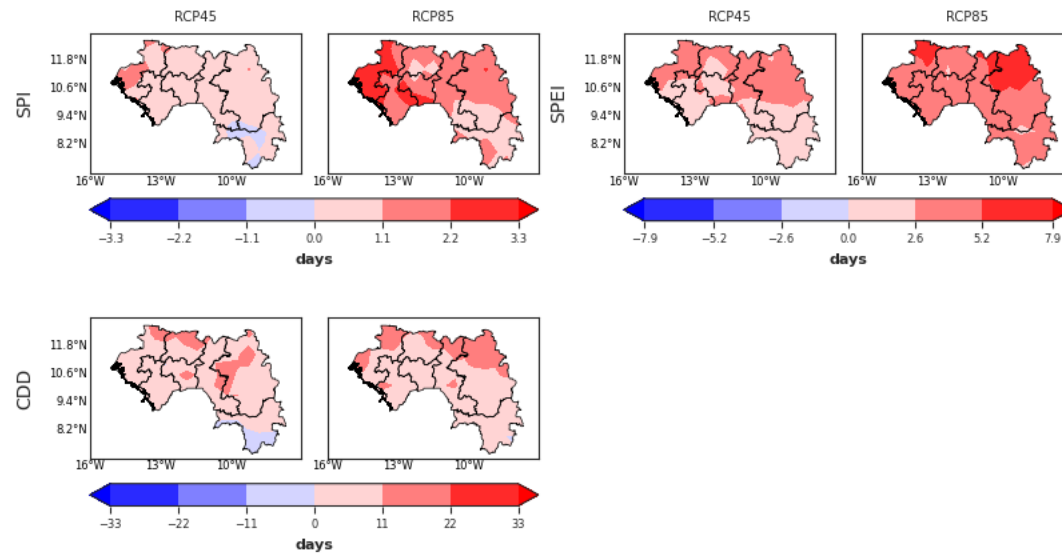 RCP45 RCP85 RCP45 RCP85
SPI
11.8°N
10.6°N
9.4°N
8.2°N
16°W 13°W 10°W 16°W 13°W 10°W
−3.3 −2.2 −1.1 0.0 1.1 2.2 3.3
days
SPEI
11.8°N
10.6°N
9.4°N
8.2°N
16°W 13°W 10°W 16°W 13°W 10°W
−7.9 −5.2 −2.6 0.0 2.6 5.2 7.9
days
CDD
11.8°N
10.6°N
9.4°N
8.2°N
16°W 13°W 10°W 16°W 13°W 10°W
−33 −22 −11 0 11 22 33
days